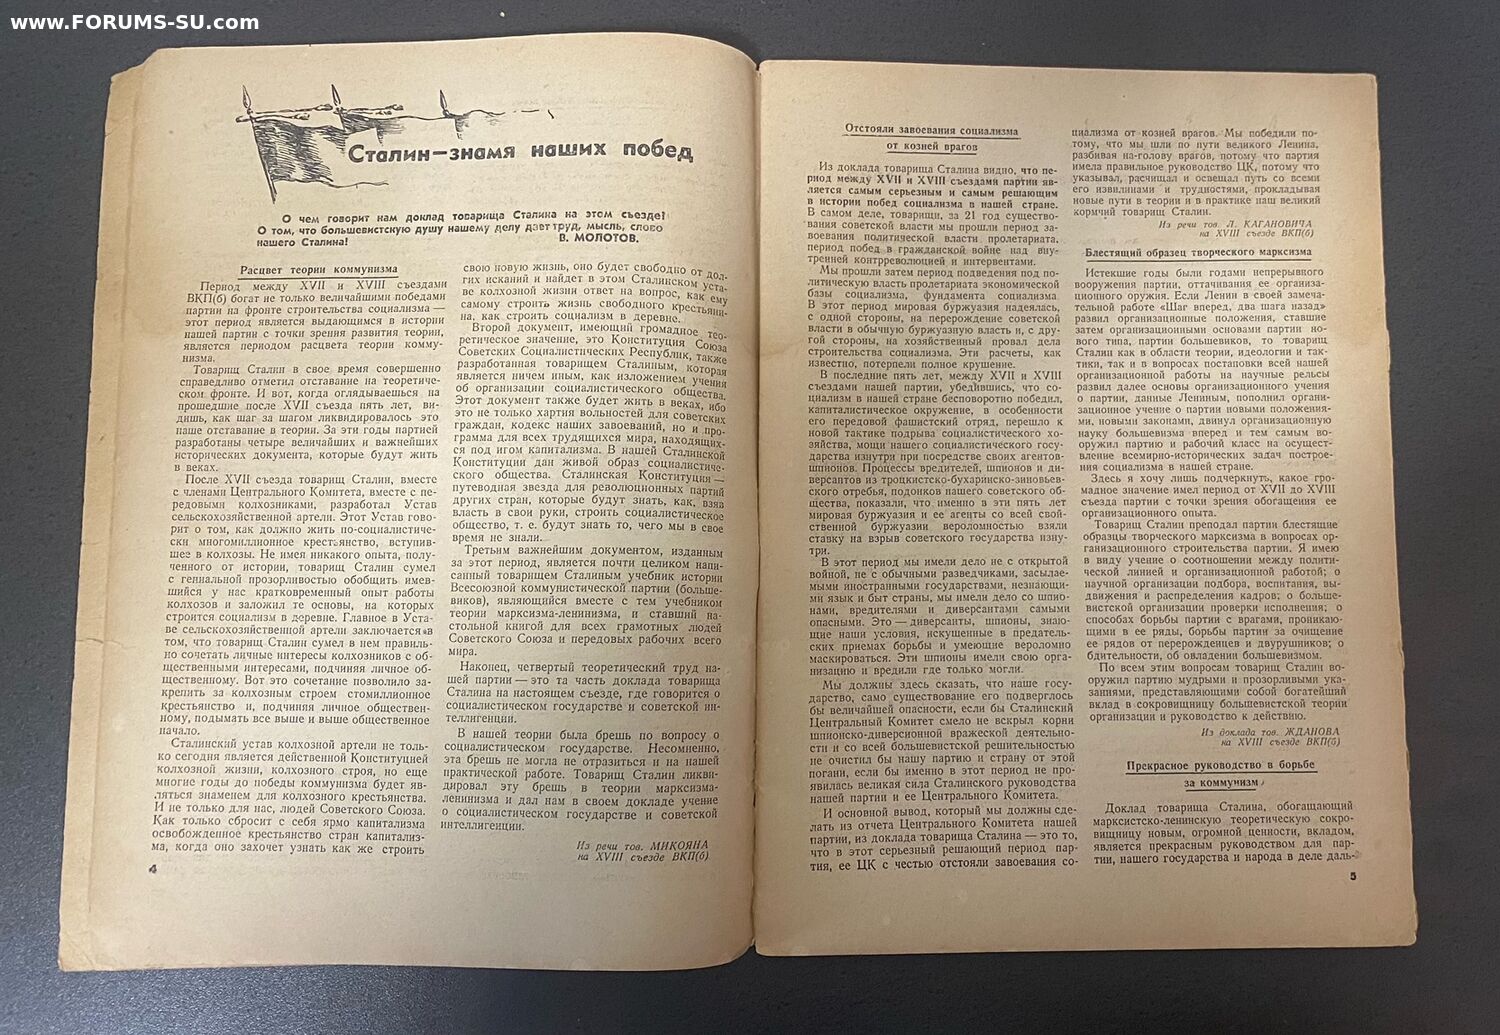 www.FORUMS-SU.com
Сталин—знамя наших побед
О чем говорит нам доклад товарища Сталина на этом съезде?
О том, что большевистскую душу нашему делу дает труд, мысль, слово
нашего Сталина!
В. МОЛОТОВ.
Расцвет теории коммунизма
Период между XVII и XVIII съездами
ВКП(б) богат не только величайшими победами
партии на фронте строительства социализма —
этот период является выдающимся в истории
нашей партии с точки зрения развития теории,
является периодом расцвета теории комму-
низма.
Товарищ Сталин в свое время совершенно
справедливо отметил отставание на теоретиче-
ском фронте. И вот, когда оглядываешься на
прошедшие после XVII съезда пять лет, ви-
дишь, как шаг за шагом ликвидировалось это
наше отставание в теории. За эти годы партией
разработаны четыре величайших и важнейших
исторических документа, которые будут жить
в веках.
После XVII съезда товарищ Сталин, вместе
с членами Центрального Комитета, вместе с пе-
редовыми колхозниками, разработал Устав
сельскохозяйственной артели. Этот Устав гово-
рит о том, как должно жить по-социалистиче-
ски многомиллионное крестьянство, вступив-
шее в колхозы. Не имея никакого опыта, полу-
ченного от истории, товарищ Сталин сумел
с гениальной прозорливостью обобщить имев-
шийся у нас кратковременный опыт работы
колхозов и заложил те основы, на которых
строится социализм в деревне. Главное в Уста-
ве сельскохозяйственной артели заключается в
том, что товарищ Сталин сумел в нем правиль-
но сочетать личные интересы колхозников с об-
щественными интересами, подчиняя личное об-
щественному. Вот это сочетание позволило за-
крепить за колхозным строем стомиллионное
крестьянство и, подчиняя личное обществен-
ному, подымать все выше и выше общественное
начало.
Сталинский устав колхозной артели не толь-
ко сегодня является действенной Конституцией
колхозной жизни, колхозного строя, но еще
многие годы до победы коммунизма будет яв-
ляться знаменем для колхозного крестьянства.
И не только для нас, людей Советского Союза.
Как только сбросит с себя ярмо капитализма
освобожденное крестьянство стран капитализ-
ма, когда оно захочет узнать как же строить
4
свою новую жизнь, оно будет свободно от дол-
гих исканий и найдет в этом Сталинском уста-
ве колхозной жизни ответ на вопрос, как ему
самому строить жизнь свободного крестьяни-
на, как строить социализм в деревне.
Второй документ, имеющий громадное тео-
ретическое значение, это Конституция Союза
Советских Социалистических Республик, также
разработанная товарищем Сталиным, которая
является ничем иным, как изложением учения
об организации социалистического общества.
Этот документ также будет жить в веках, ибо
это не только хартия вольностей для советских
граждан, кодекс наших завоеваний, но и про-
грамма для всех трудящихся мира, находящих-
ся под игом капитализма. В нашей Сталинской
Конституции дан живой образ социалистиче-
ского общества. Сталинская Конституция —
путеводная звезда для революционных партий
других стран, которые будут знать, как, взяв
власть в свои руки, строить социалистическое
общество, т. е. будут знать то, чего мы в свое
время не знали.
Третьим важнейшим документом, изданным
за этот период, является почти целиком напи-
санный товарищем Сталиным учебник истории
Всесоюзной коммунистической партии (больше-
виков), являющийся вместе с тем учебником
теории марксизма-ленинизма, и ставший на-
стольной книгой для всех грамотных людей
Советского Союза и передовых рабочих всего
мира.
Наконец, четвертый теоретический труд на-
шей партии — это та часть доклада товарища
Сталина на настоящем съезде, где говорится о
социалистическом государстве и советской ин-
теллигенции.
В нашей теории была брешь по вопросу о
социалистическом государстве. Несомненно,
эта брешь не могла не отразиться и на нашей
практической работе. Товарищ Сталин ликви-
дировал эту брешь в теории марксизма-
ленинизма и дал нам в своем докладе учение
о социалистическом государстве и советской
интеллигенции.
Из речи тов. МИКОЯНА
на XVIII съезде ВКП(б)
Отстояли завоевания социализма
от козней врагов
Из доклада товарища Сталина видно, что пе-
риод между XVII и XVIII съездами партии яв-
ляется самым серьезным и самым решающим
в истории побед социализма в нашей стране.
В самом деле, товарищи, за 21 год существо-
вания советской власти мы прошли период за-
воевания политической власти пролетариата,
период побед в гражданской войне над вну-
тренней контрреволюцией и интервентами.
Мы прошли затем период подведения под по-
литическую власть пролетариата экономической
базы социализма, фундамента социализма.
В этот период мировая буржуазия надеялась,
с одной стороны, на перерождение советской
власти в обычную буржуазную власть и, с дру-
гой стороны, на хозяйственный провал дела
строительства социализма. Эти расчеты, как
известно, потерпели полное крушение.
В последние пять лет, между XVII и XVIII
съездами нашей партии, убедившись, что со-
циализм в нашей стране бесповоротно победил,
капиталистическое окружение, в особенности
его передовой фашистский отряд, перешло к
новой тактике подрыва социалистического хо-
зяйства, мощи нашего социалистического госу-
дарства изнутри при посредстве своих агентов-
шпионов. Процессы вредителей, шпионов и ди-
версантов из троцкистско-бухаринско-зиновьев-
ского отребья, подонков нашего советского об-
щества, показали, что именно в эти пять лет
мировая буржуазия и ее агенты со всей свой-
ственной буржуазии вероломностью взяли
ставку на взрыв советского государства изну-
три.
В этот период мы имели дело не с открытой
войной, не с обычными разведчиками, засылае-
мыми иностранными государствами, незнающи-
ми язык и быт страны, мы имели дело со шпио-
нами, вредителями и диверсантами самыми
опасными. Это — диверсанты, шпионы, знаю-
щие наши условия, искушенные в предатель-
ских приемах борьбы и умеющие вероломно
маскироваться. Эти шпионы имели свою орга-
низацию и вредили где только могли.
Мы должны здесь сказать, что наше госу-
дарство, само существование его подверглось
бы величайшей опасности, если бы Сталинский
Центральный Комитет смело не вскрыл корни
шпионско-диверсионной вражеской деятельно-
сти и со всей большевистской решительностью
не очистил бы нашу партию и страну от этой
погани, если бы именно в этот период не про-
явилась великая сила Сталинского руководства
нашей партии и ее Центрального Комитета.
И основной вывод, который мы должны сде-
лать из отчета Центрального Комитета нашей
партии, из доклада товарища Сталина — это то,
что в этот серьезный решающий период пар-
тия, ее ЦК с честью отстояли завоевания со-
циализма от козней врагов. Мы победили по-
тому, что мы шли по пути великого Ленина,
разбивая на-голову врагов, потому что партия
имела правильное руководство ЦК, потому что
указывал, расчищал и освещал путь со всеми
его извилинами и трудностями, прокладывая
новые пути в теории и в практике наш великий
кормчий товарищ Сталин.
Из речи тов. Л. КАГАНОВИЧА
на XVIII съезде ВКП(б)
Блестящий образец творческого марксизма
Истекшие годы были годами непрерывного
вооружения партии, оттачивания ее организа-
ционного оружия. Если Ленин в своей замеча-
тельной работе «Шаг вперед, два шага назад»
развил организационные положения, ставшие
затем организационными основами партии но-
вого типа, партии большевиков, то товарищ
Сталин как в области теории, идеологии и так-
тики, так и в вопросах постановки всей нашей
организационной работы на научные рельсы
развил далее основы организационного учения
о партии, данные Лениным, пополнил органи-
зационное учение о партии новыми положения-
ми, новыми законами, двинул организационную
науку большевизма вперед и тем самым во-
оружил партию и рабочий класс на осущест-
вление всемирно-исторических задач построе-
ния социализма в нашей стране.
Здесь я хочу лишь подчеркнуть, какое гро-
мадное значение имел период от XVII до XVIII
съезда партии с точки зрения обогащения ее
организационного опыта.
Товарищ Сталин преподал партии блестящие
образцы творческого марксизма в вопросах ор-
ганизационного строительства партии. Я имею
в виду учение о соотношении между полити-
ческой линией и организационной работой; о
научной организации подбора, воспитания, вы-
движения и распределения кадров; о больше-
вистской организации проверки исполнения; о
способах борьбы партии с врагами, проникаю-
щими в ее ряды, борьбы партии за очищение
ее рядов от перерожденцев и двурушников; о
бдительности, об овладении большевизмом.
По всем этим вопросам товарищ Сталин во-
оружил партию мудрыми и прозорливыми ука-
заниями, представляющими собой богатейший
вклад в сокровищницу большевистской теории
организации и руководство к действию.
Из доклада тов. ЖДАНОВА
на XVIII съезде ВКП(б)
Прекрасное руководство в борьбе
за коммунизм
Доклад товарища Сталина, обогащающий
марксистско-ленинскую теоретическую сокро-
вищницу новым, огромной ценности, вкладом,
является прекрасным руководством для пар-
тии, нашего государства и народа в деле даль-
5